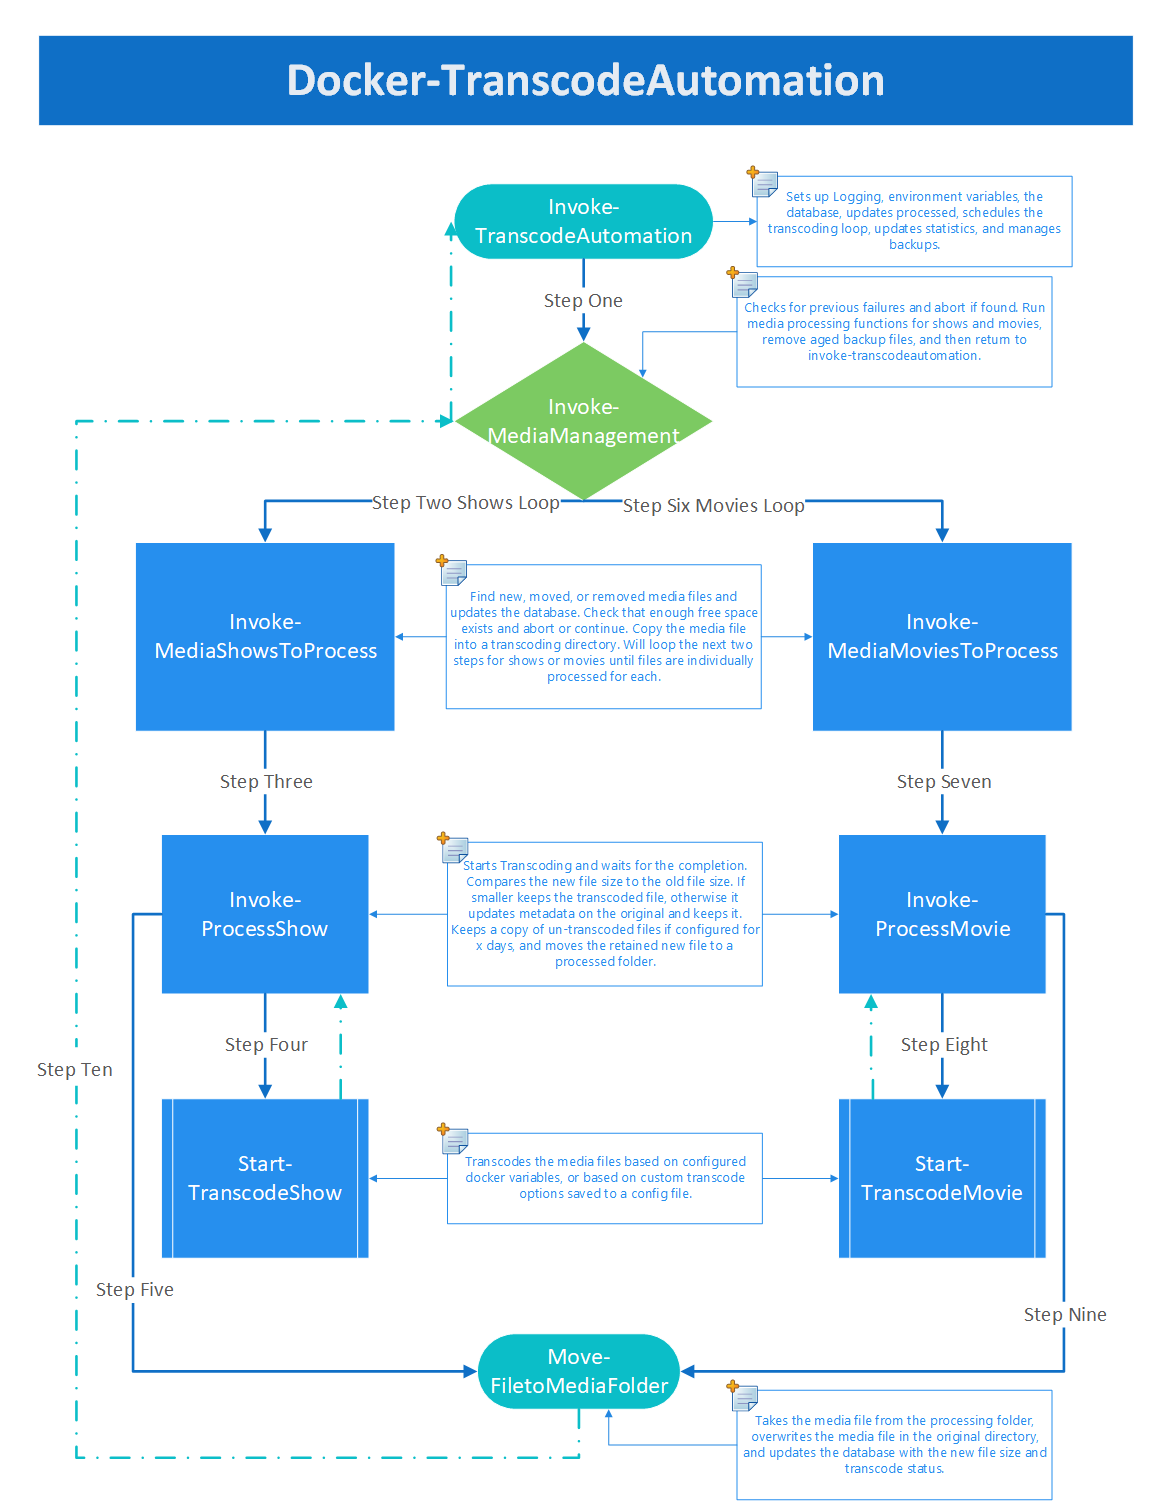 Docker-TranscodeAutomation
Invoke-
TranscodeAutomation
Sets up Logging, environment variables, the
database, updates processed, schedules the
transcoding loop, updates statistics, and manages
backups.
Step One
Checks for previous failures and abort if found. Run
media processing functions for shows and movies,
remove aged backup files, and then return to
invoke-transcodeautomation.
Invoke-
MediaManagement
Step Two Shows Loop
Step Six Movies Loop
Invoke-
MediaShowsToProcess
Find new, moved, or removed media files and
updates the database. Check that enough free space
exists and abort or continue. Copy the media file
into a transcoding directory. Will loop the next two
steps for shows or movies until files are individually
processed for each.
Invoke-
MediaMoviesToProcess
Step Three
Step Seven
Invoke-
ProcessShow
Starts Transcoding and waits for the completion.
Compares the new file size to the old file size. If
smaller keeps the transcoded file, otherwise it
updates metadata on the original and keeps it.
Keeps a copy of un-transcoded files if configured for
x days, and moves the retained new file to a
processed folder.
Invoke-
ProcessMovie
Step Four
Step Eight
Step Ten
Start-
TranscodeShow
Transcodes the media files based on configured
docker variables, or based on custom transcode
options saved to a config file.
Start-
TranscodeMovie
Step Five
Step Nine
Move-
FiletoMediaFolder
Takes the media file from the processing folder,
overwrites the media file in the original directory,
and updates the database with the new file size and
transcode status.